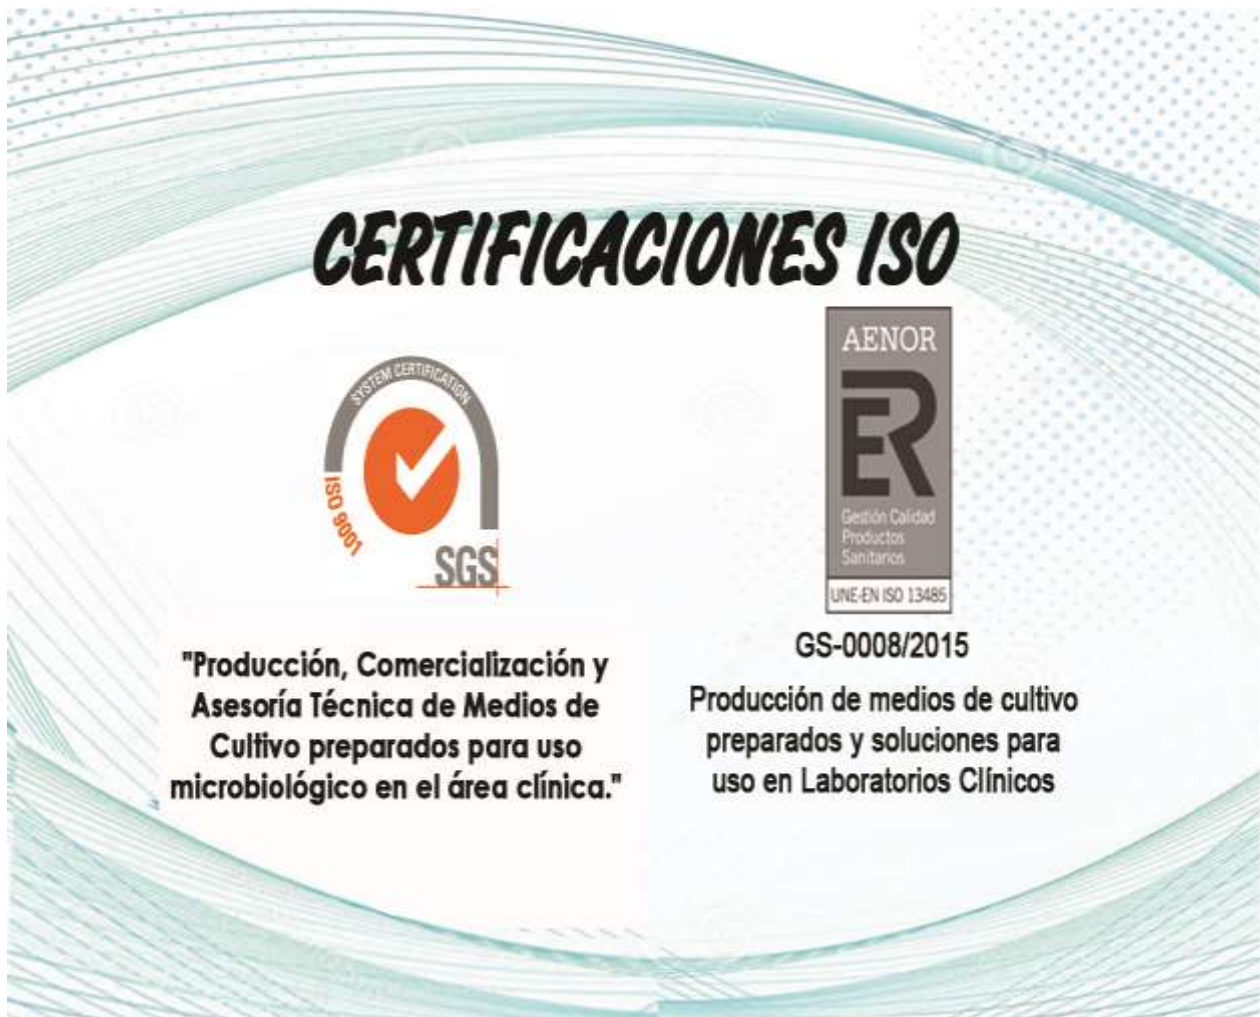 CERTIFICACIONES ISO
SYSTEM CERTIFICATION
ISO 9001
SGS
"Producción, Comercialización y
Asesoría Técnica de Medios de
Cultivo preparados para uso
microbiológico en el área clínica."
AENOR
ER
Gestión Calidad
Productos
Sanitarios
UNE-EN ISO 13485
GS-0008/2015
Producción de medios de cultivo
preparados y soluciones para
uso en Laboratorios Clínicos